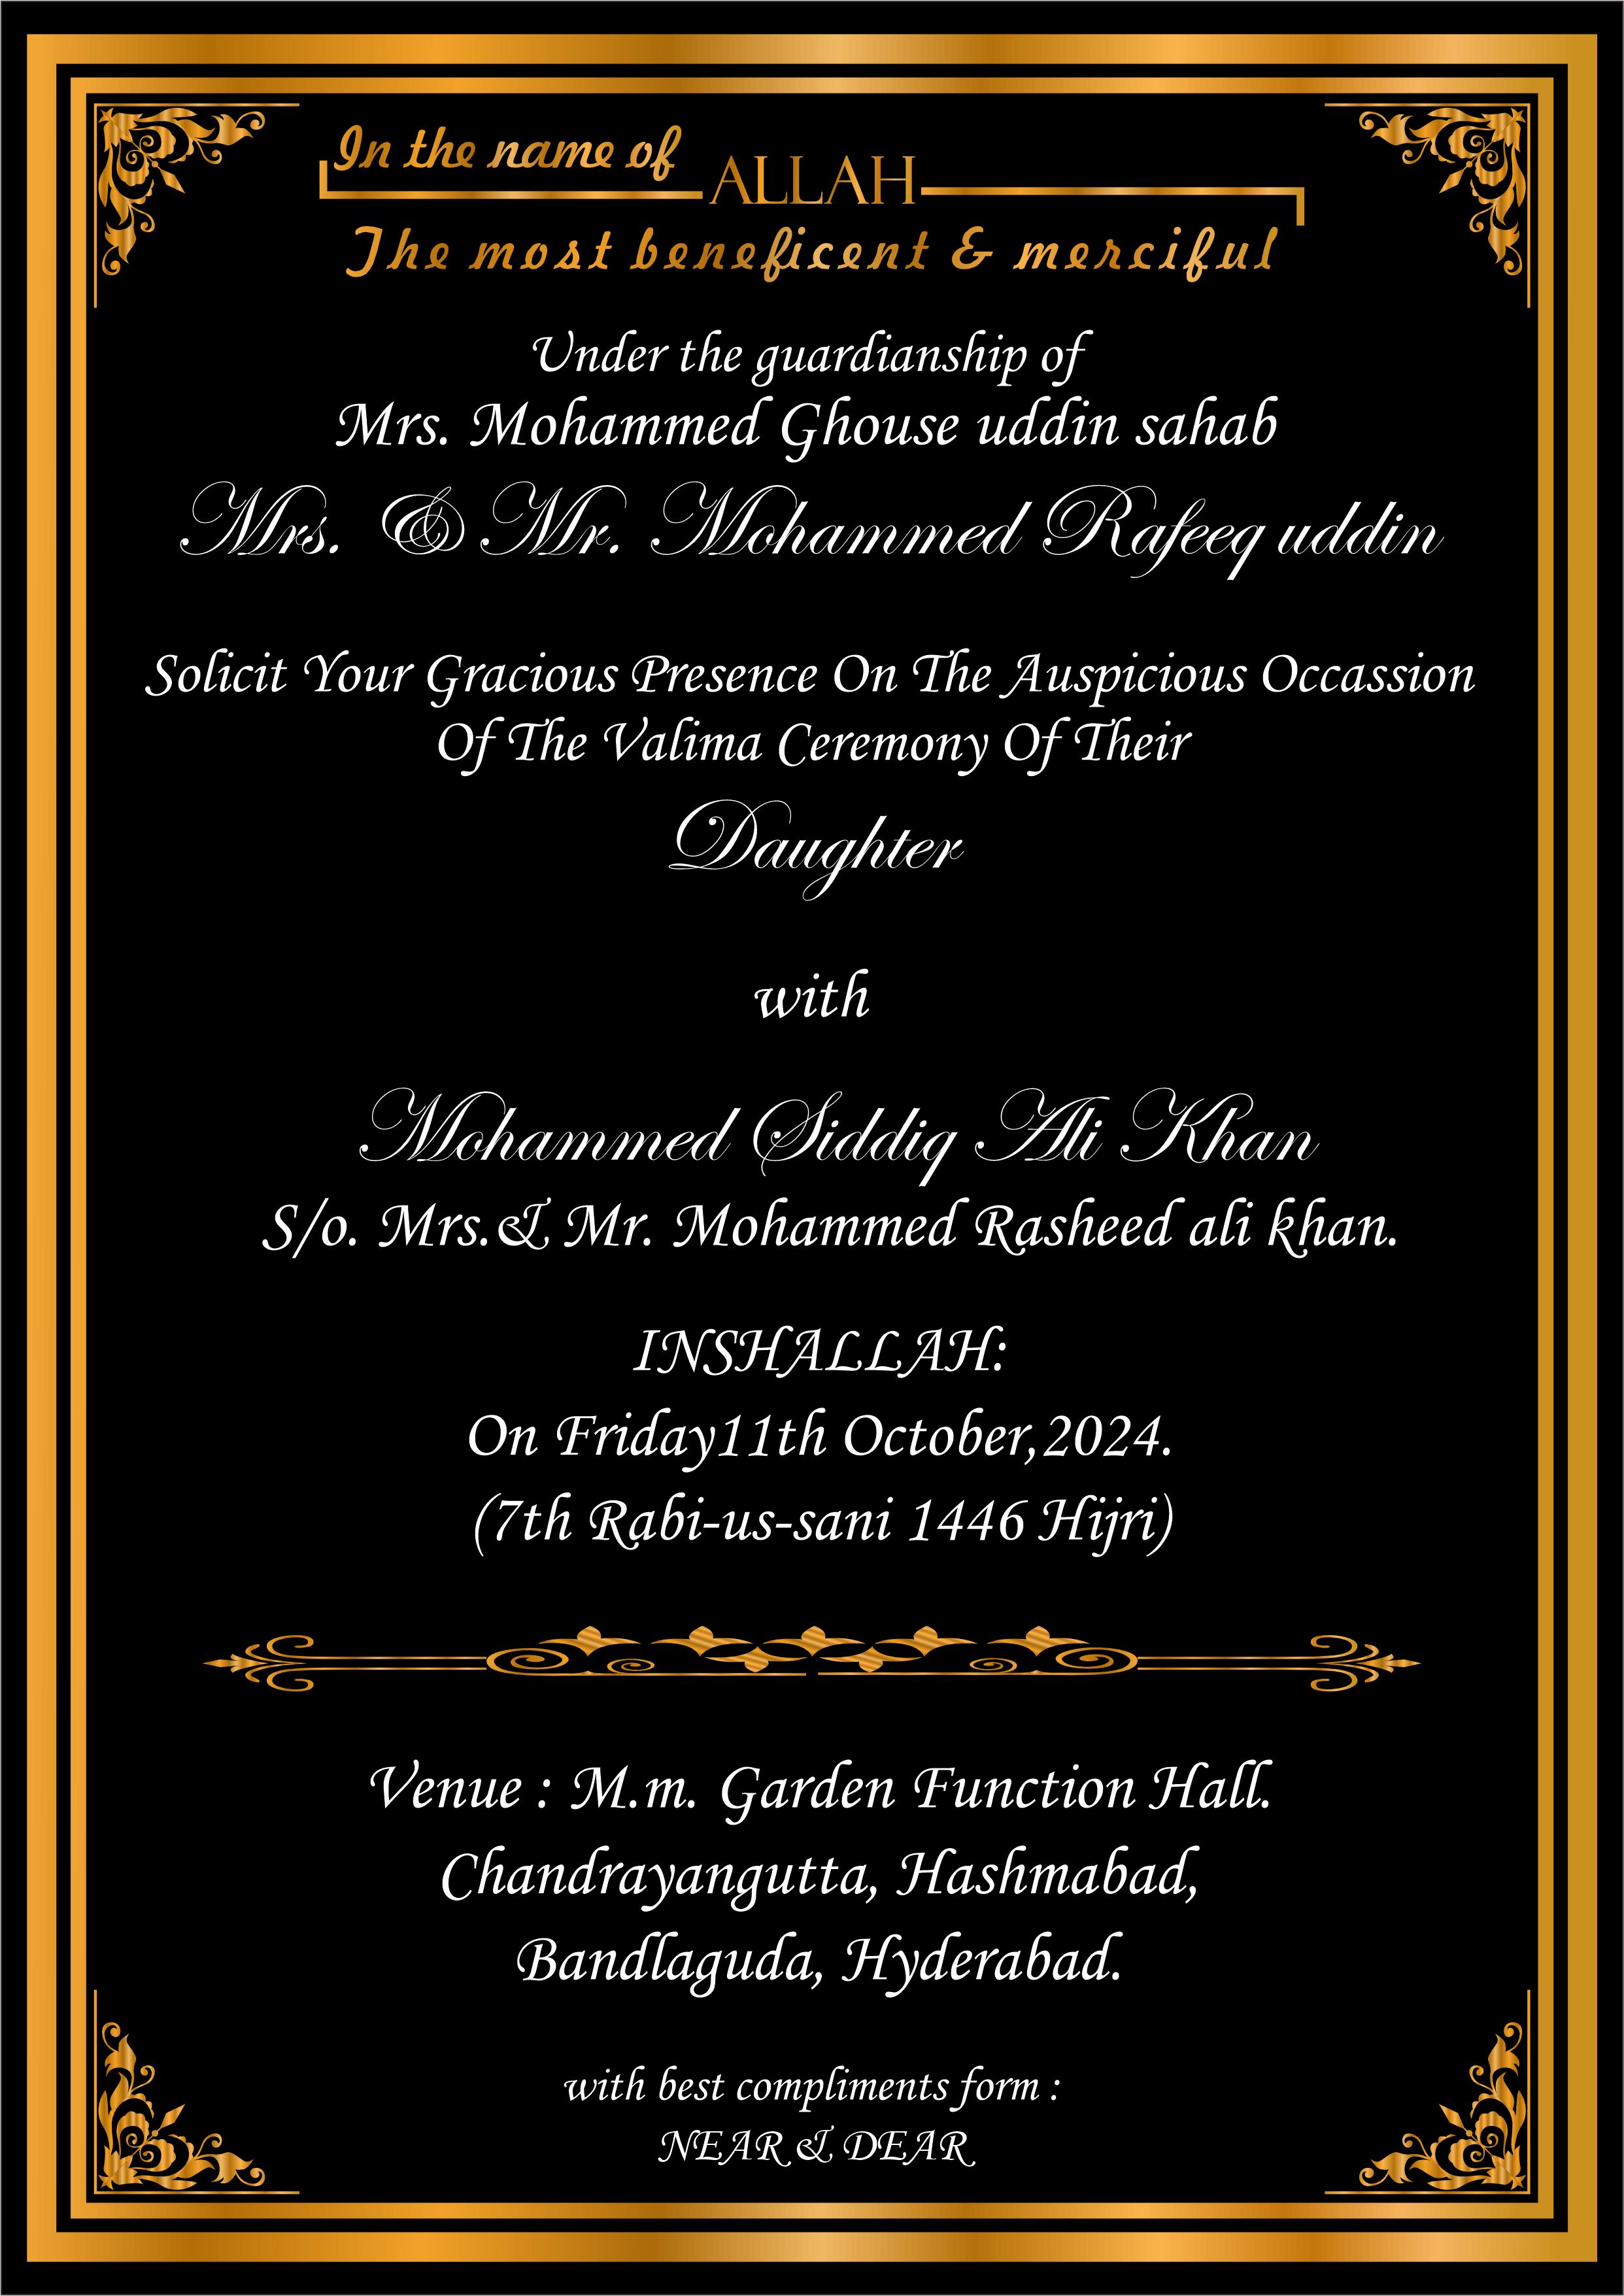 In the name of
ALLAH
The most beneficent & merciful
Under the guardianship of
Mrs. Mohammed Ghouse uddin sahab
Mrs. & Mr. Mohammed Rafeeq uddin
Solicit Your Gracious Presence On The Auspicious Occassion
Of The Valima Ceremony Of Their
Daughter
with
Mohammed Siddiq Ali Khan
S/o. Mrs.& Mr. Mohammed Rasheed ali khan.
INSHALLAH:
On Friday11th October,2024.
(7th Rabi-us-sani 1446 Hijri)
Venue : M.m. Garden Function Hall.
Chandrayangutta, Hashmabad,
Bandlaguda, Hyderabad.
with best compliments form :
NEAR & DEAR